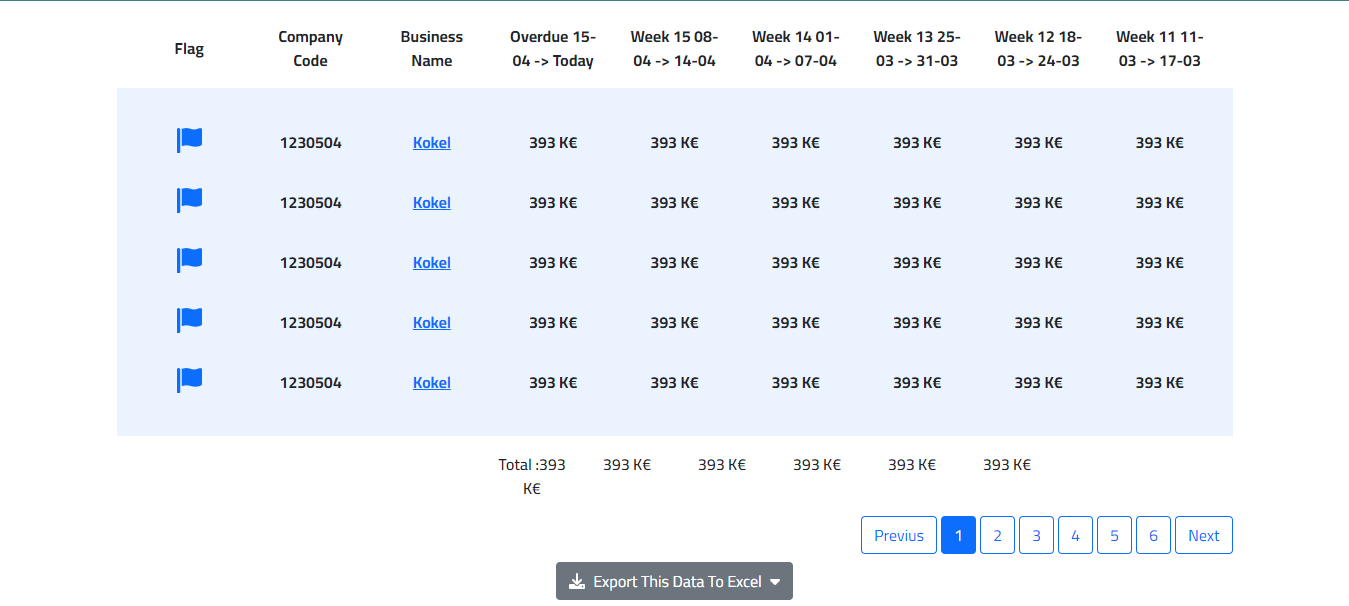 Flag Company Code Business Name Overdue 15-04 -> Today Week 15 08-04 -> 14-04 Week 14 01-04 -> 07-04 Week 13 25-03 -> 31-03 Week 12 18-03 -> 24-03 Week 11 11-03 -> 17-03
1230504 Kokel 393 K€ 393 K€ 393 K€ 393 K€ 393 K€ 393 K€
1230504 Kokel 393 K€ 393 K€ 393 K€ 393 K€ 393 K€ 393 K€
1230504 Kokel 393 K€ 393 K€ 393 K€ 393 K€ 393 K€ 393 K€
1230504 Kokel 393 K€ 393 K€ 393 K€ 393 K€ 393 K€ 393 K€
1230504 Kokel 393 K€ 393 K€ 393 K€ 393 K€ 393 K€ 393 K€
Total :393 K€ 393 K€ 393 K€ 393 K€ 393 K€ 393 K€
Previus 1 2 3 4 5 6 Next
Export This Data To Excel